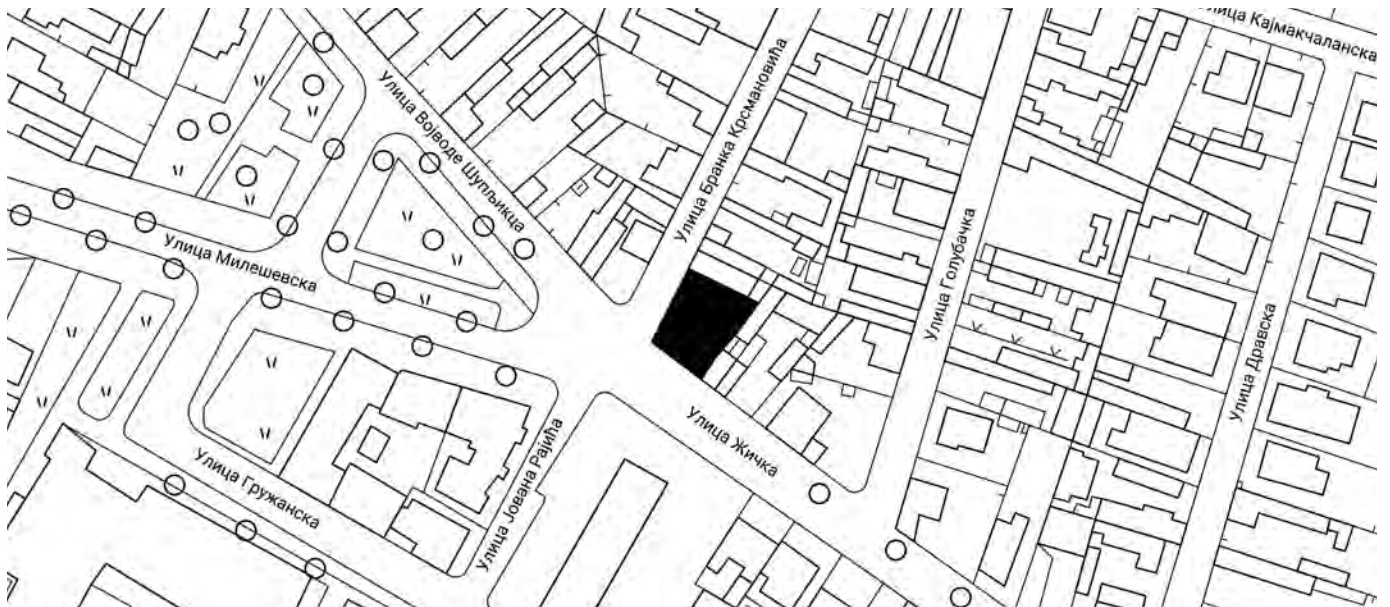 лица Кајмакчаланска
Улица Бранка Крсмановића
Улица Војводе Шупљикца
Улица Голубачка
Улица Милешевска
Улица Дравска
Улица Жичка
Улица Гружанска
Улица Јована Рајића